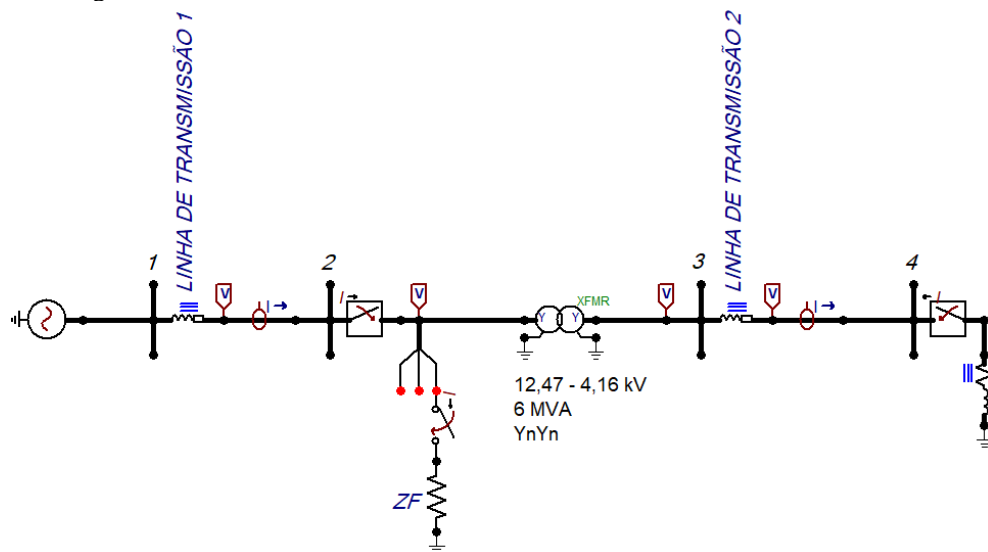 LINHA DE TRANSMISSÃO 1
LINHA DE TRANSMISSÃO 2
1
2
3
4
V
I
I
V
XFMR
Y
Y
V
V
I
I
12,47 - 4,16 kV
6 MVA
YnYn
I
ZF